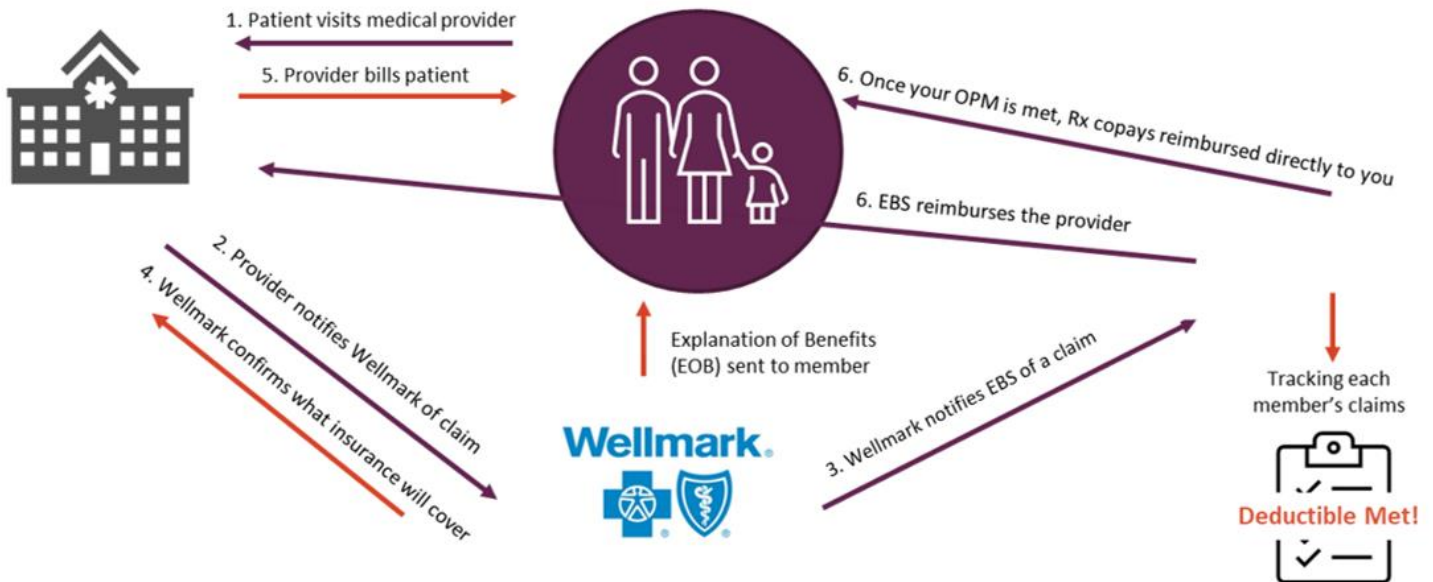 1. Patient visits medical provider
5. Provider bills patient
6. Once your OPM is met, Rx copays reimbursed directly to you
6. EBS reimburses the provider
2. Provider notifies Wellmark of claim
4. Wellmark confirms what insurance will cover
Explanation of Benefits
(EOB) sent to member
3. Wellmark notifies EBS of a claim
Tracking each
member's claims
Wellmark®
® ®
Deductible Met!